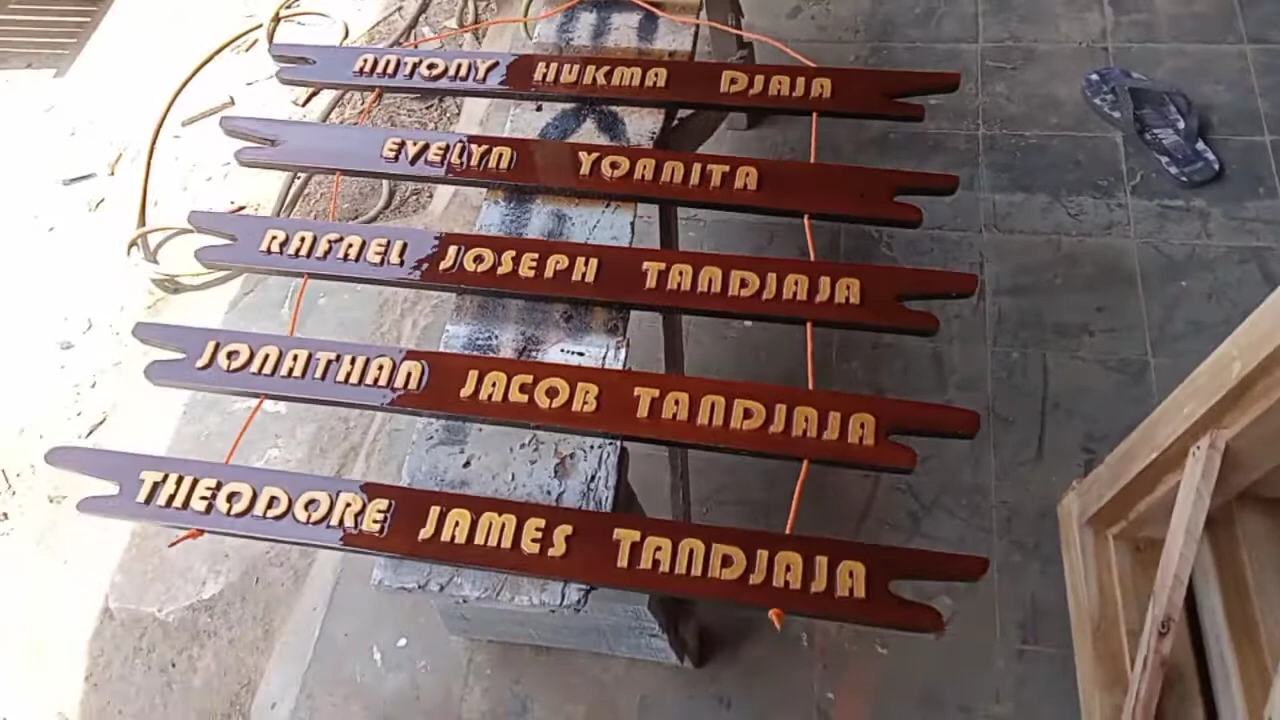 ANTONY HUKMA DJAJA
EVELYN YOANITA
RAFAEL JOSEPH TANDJAJA
JONATHAN JACOB TANDJAJA
THEODORE JAMES TANDJAJA